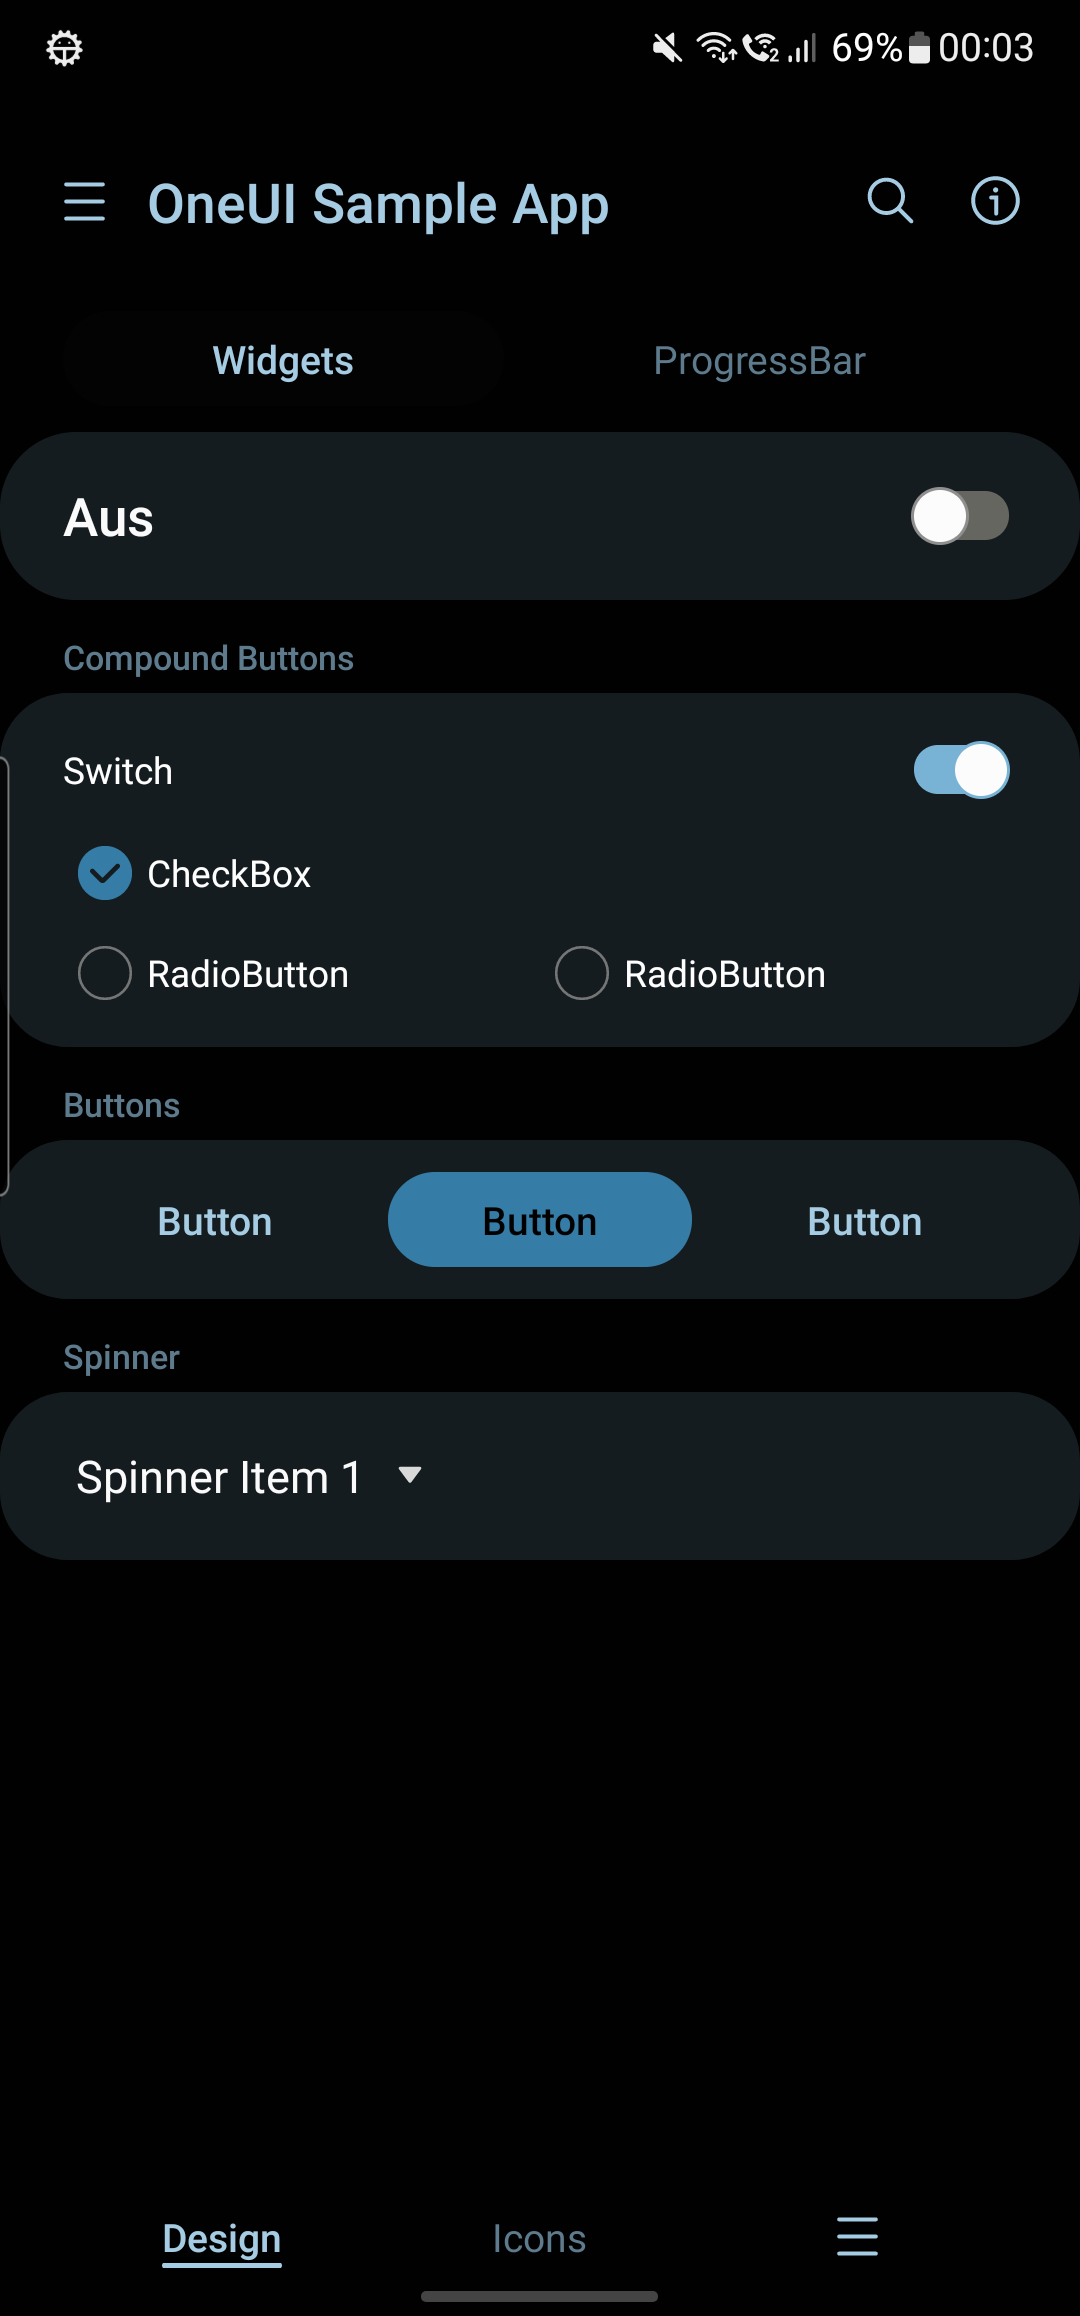 69% 00:03
OneUI Sample App
Widgets ProgressBar
Aus
Compound Buttons
Switch
CheckBox
RadioButton RadioButton
Buttons
Button Button Button
Spinner
Spinner Item 1
Design Icons